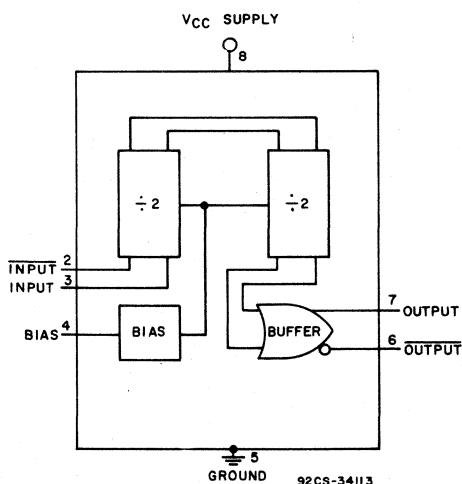 VCC SUPPLY
8
÷2
÷2
INPUT 2
INPUT 3
BIAS 4
BIAS
BUFFER
7 OUTPUT
6 OUTPUT
5
GROUND
92CS-34113